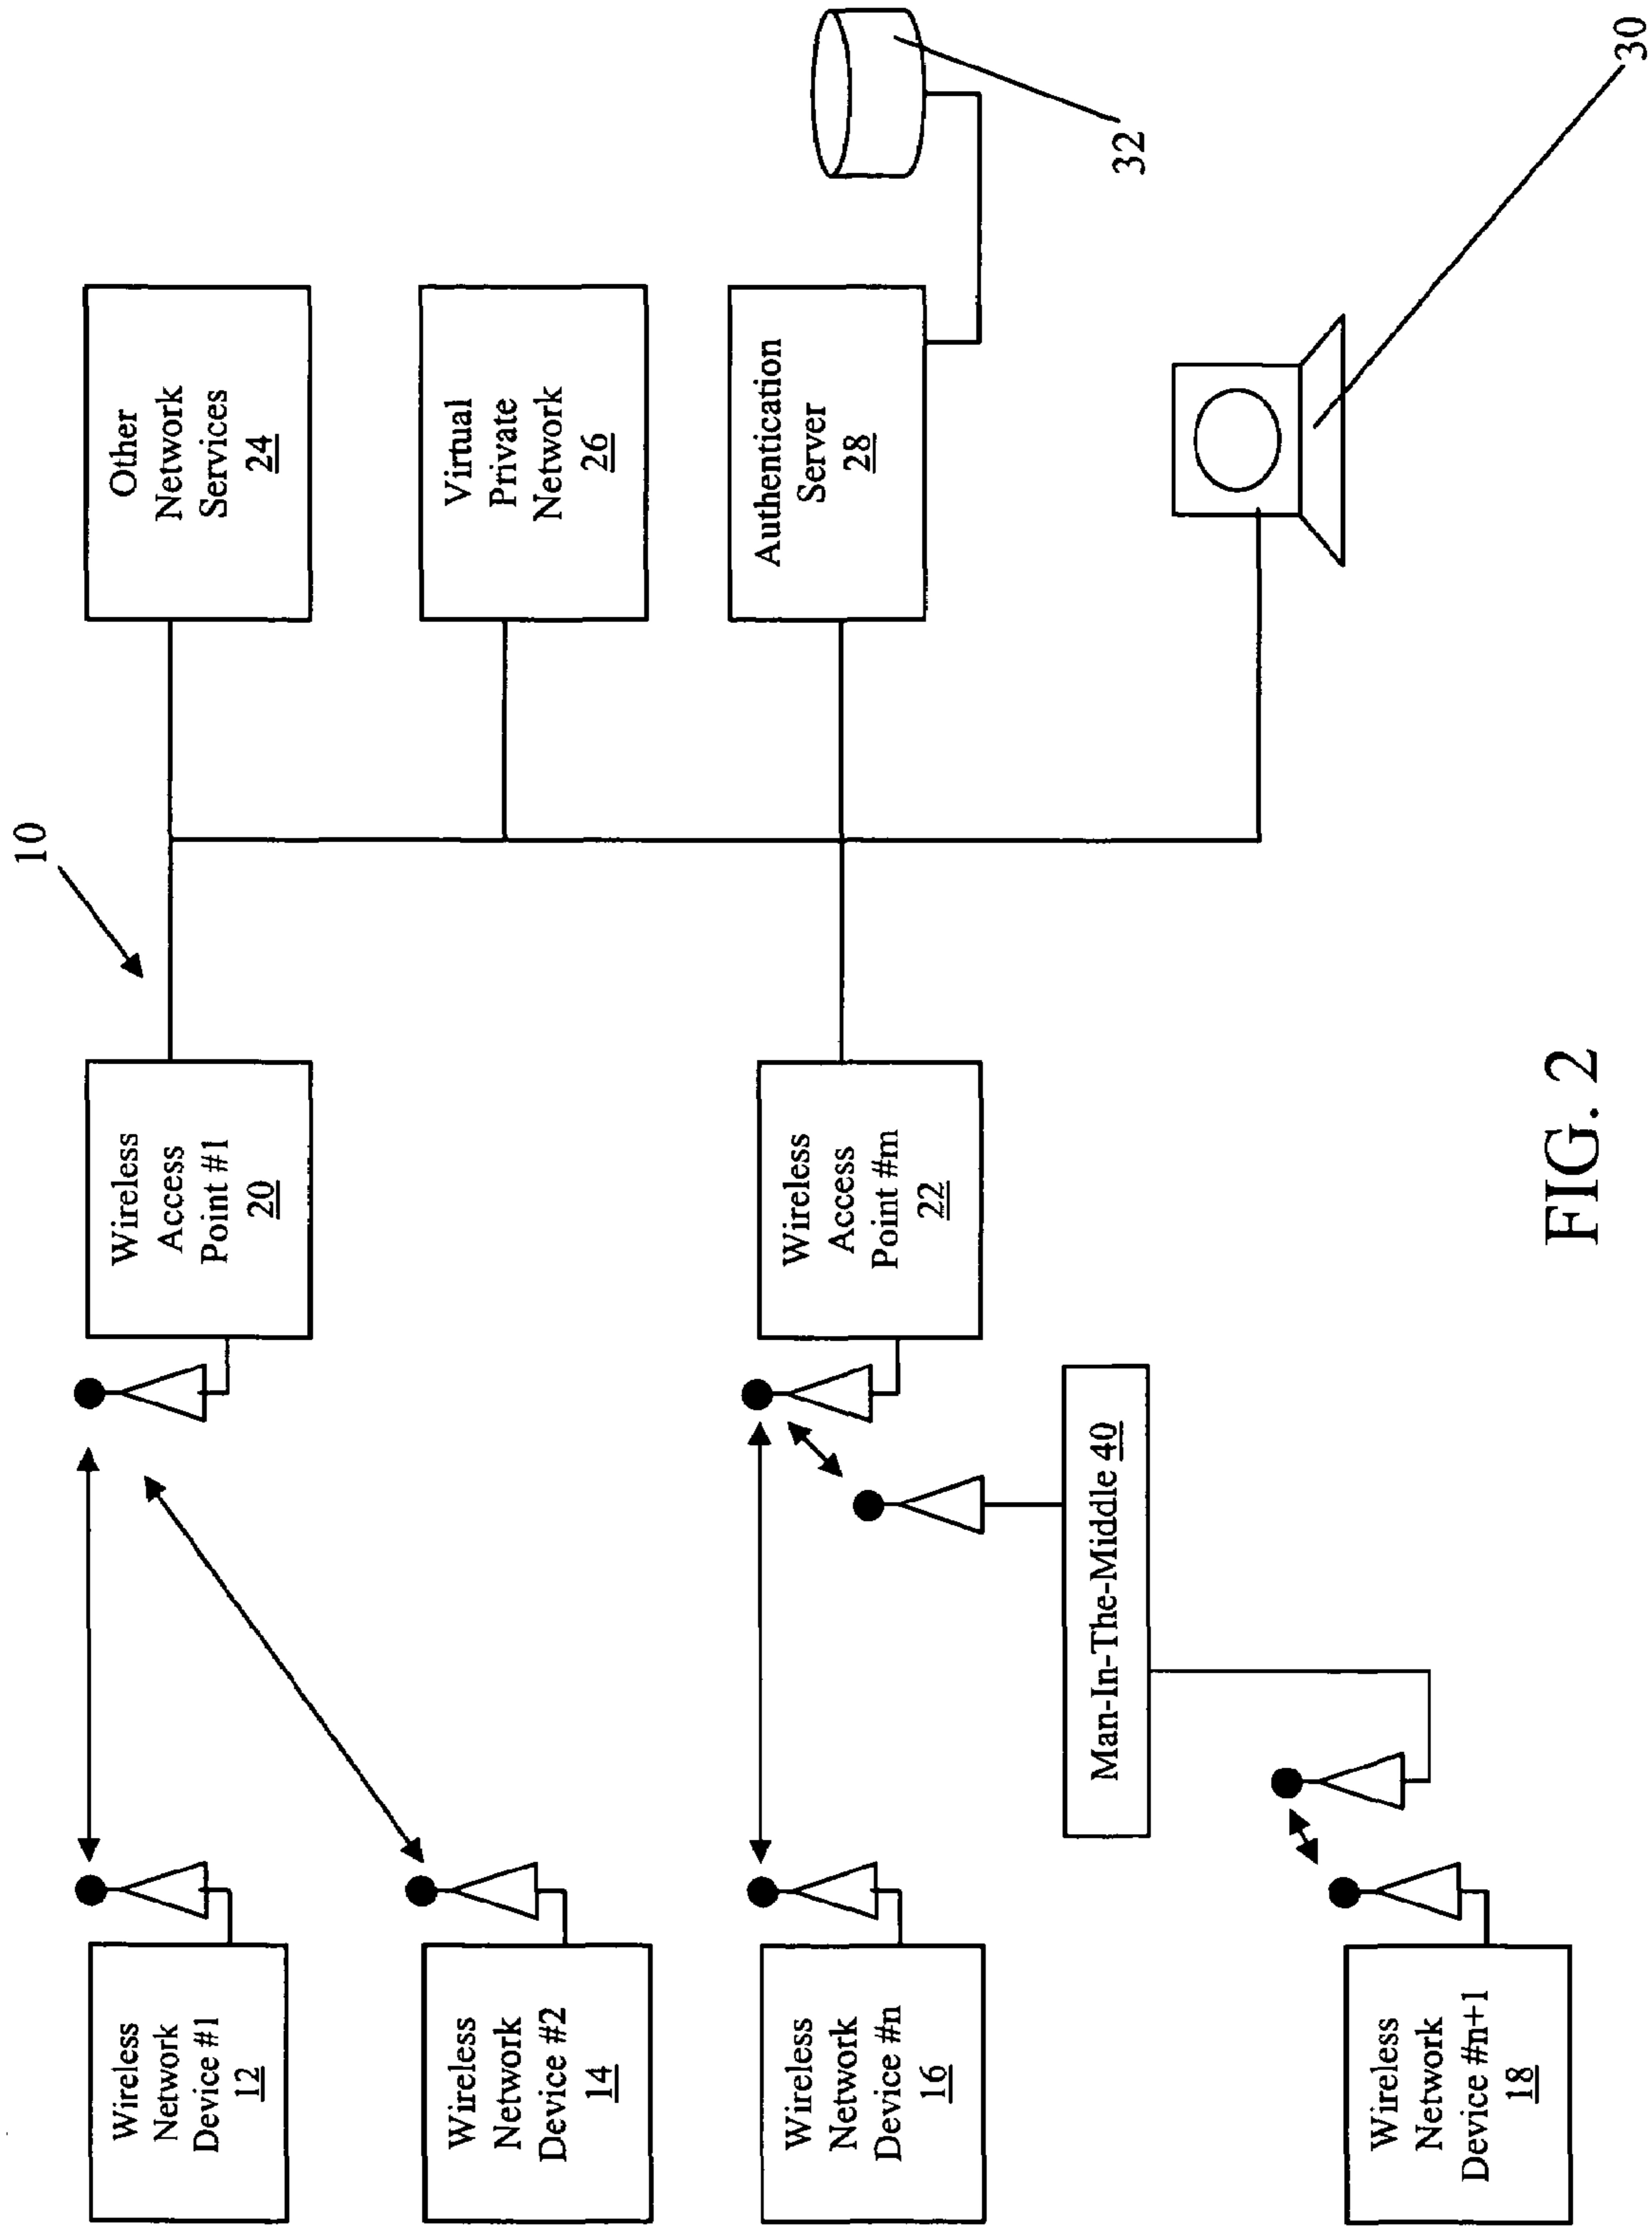 10
Wireless
Network
Device #1
12
Wireless
Access
Point #1
20
Other
Network
Services
24
Wireless
Network
Device #2
14
Virtual
Private
Network
26
Wireless
Network
Device #n
16
Wireless
Access
Point #m
22
Authentication
Server
28
32
Man-In-The-Middle 40
Wireless
Network
Device #n+1
18
30
FIG. 2